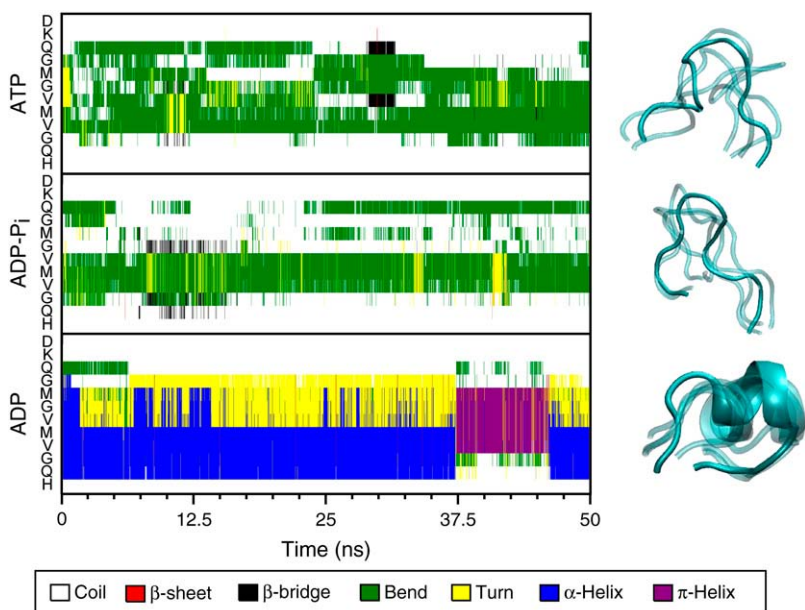 ATP
D
K
Q
G
M
G
V
M
V
G
Q
H
ADP-Pi
D
K
Q
G
M
G
V
M
V
G
Q
H
ADP
D
K
Q
G
M
G
V
M
V
G
Q
H
0 12.5 25 37.5 50
Time (ns)
Coil β-sheet β-bridge Bend Turn α-Helix π-Helix